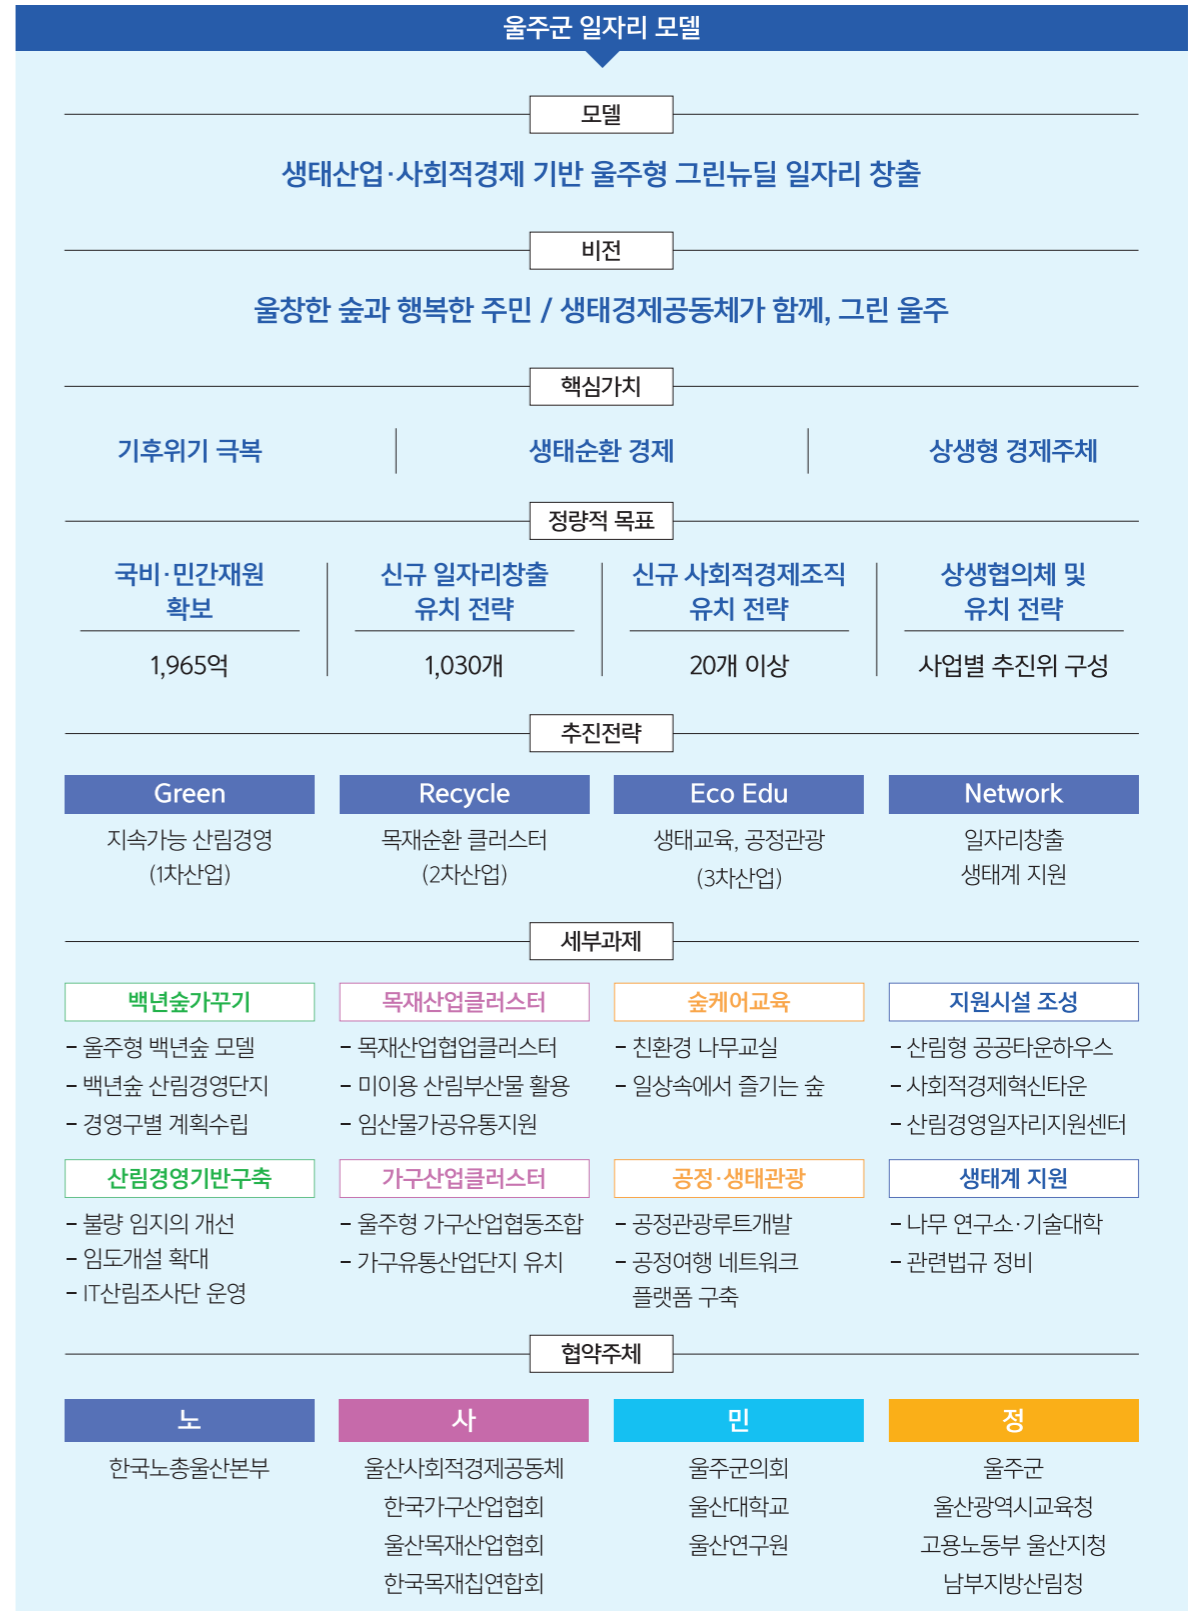 울주군 일자리 모델
모델
생태산업·사회적경제 기반 울주형 그린뉴딜 일자리 창출
비전
울창한 숲과 행복한 주민 / 생태경제공동체가 함께, 그린 울주
핵심가치
기후위기 극복
생태순환 경제
상생형 경제주체
정량적 목표
국비·민간재원
확보
1,965억
신규 일자리창출
유치 전략
1,030개
신규 사회적경제조직
유치 전략
20개 이상
상생협의체 및
유치 전략
사업별 추진위 구성
추진전략
Green
지속가능 산림경영
(1차산업)
Recycle
목재순환 클러스터
(2차산업)
Eco Edu
생태교육, 공정관광
(3차산업)
Network
일자리창출
생태계 지원
세부과제
백년숲가꾸기
- 울주형 백년숲 모델
- 백년숲 산림경영단지
- 경영구별 계획수립
목재산업클러스터
- 목재산업협업클러스터
- 미이용 산림부산물 활용
- 임산물가공유통지원
숲케어교육
- 친환경 나무교실
- 일상속에서 즐기는 숲
지원시설 조성
- 산림형 공공타운하우스
- 사회적경제혁신타운
- 산림경영일자리지원센터
산림경영기반구축
- 불량 임지의 개선
- 임도개설 확대
- IT산림조사단 운영
가구산업클러스터
- 울주형 가구산업협동조합
- 가구유통산업단지 유치
공정·생태관광
- 공정관광루트개발
- 공정여행 네트워크
플랫폼 구축
생태계 지원
- 나무 연구소·기술대학
- 관련법규 정비
협약주체
노
한국노총울산본부
사
울산사회적경제공동체
한국가구산업협회
울산목재산업협회
한국목재칩연합회
민
울주군의회
울산대학교
울산연구원
정
울주군
울산광역시교육청
고용노동부 울산지청
남부지방산림청